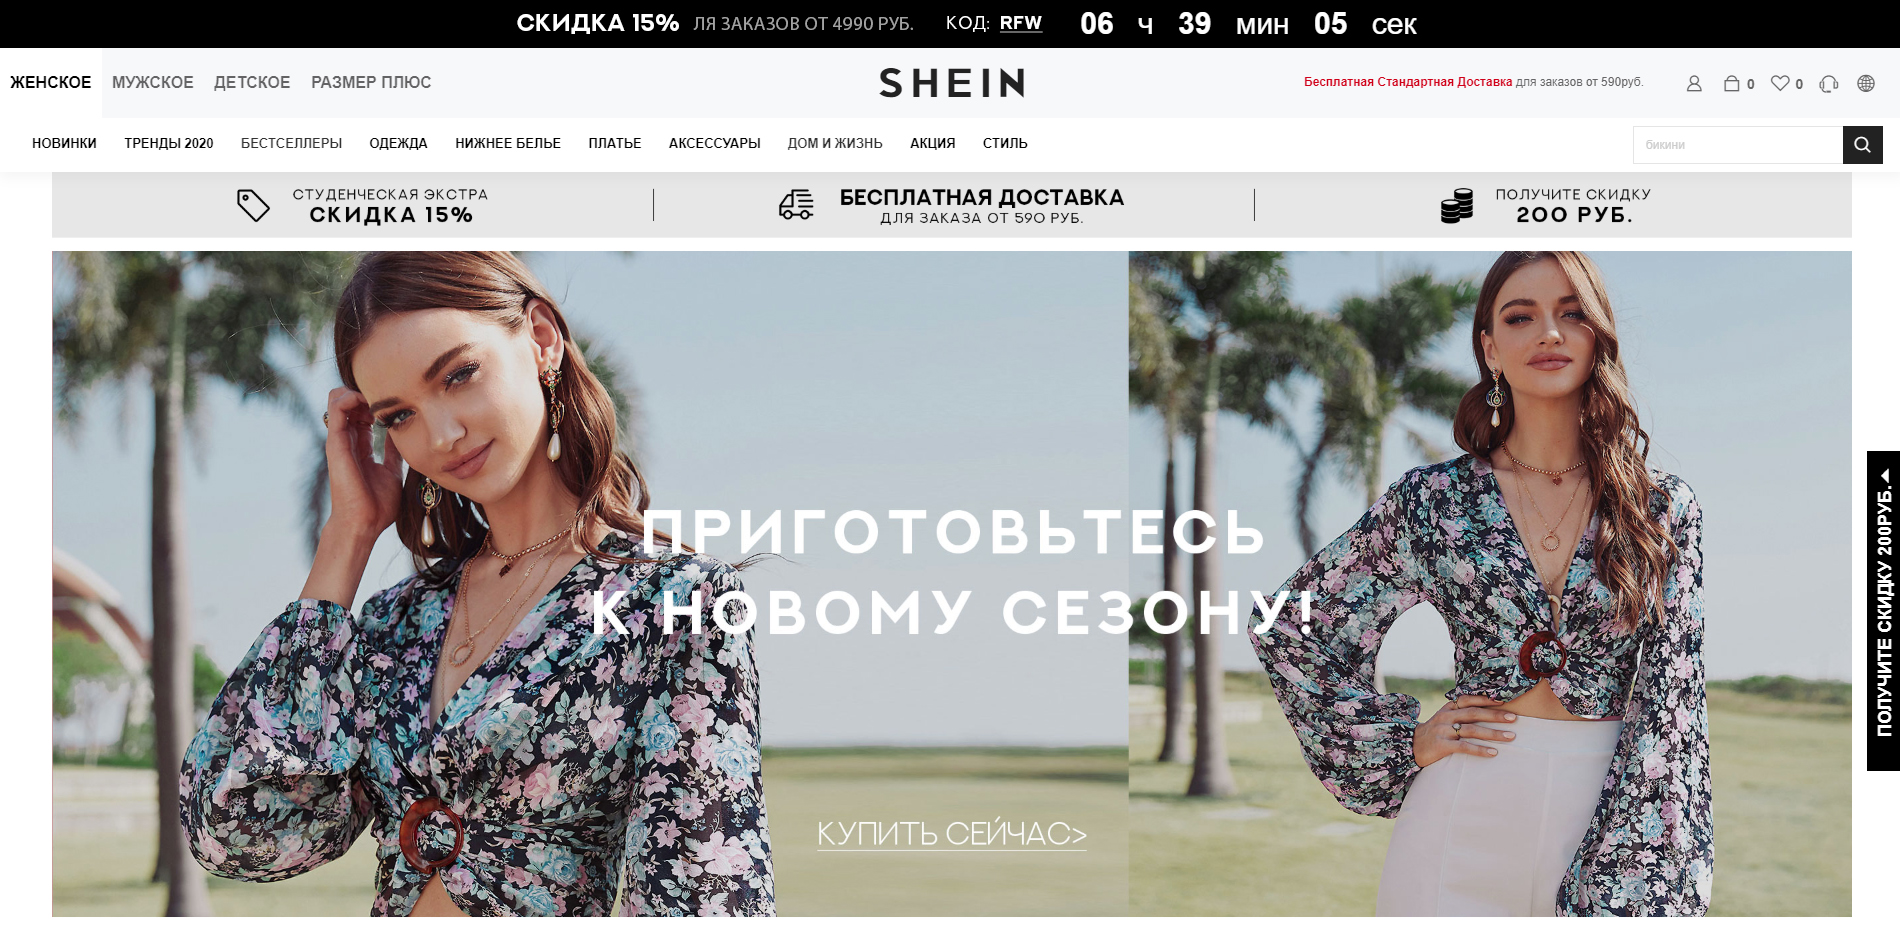 СКИДКА 15% ЛЯ ЗАКАЗОВ ОТ 4990 РУБ. КОД: RFW 06 ч 39 мин 05 сек
ЖЕНСКОЕ МУЖСКОЕ ДЕТСКОЕ РАЗМЕР ПЛЮС
SHEIN
Бесплатная Стандартная Доставка для заказов от 590руб.
0 0
НОВИНКИ ТРЕНДЫ 2020 БЕСТСЕЛЛЕРЫ ОДЕЖДА НИЖНЕЕ БЕЛЬЕ ПЛАТЬЕ АКСЕССУАРЫ ДОМ И ЖИЗНЬ АКЦИЯ СТИЛЬ
бикини
СТУДЕНЧЕСКАЯ ЭКСТРА
СКИДКА 15%
БЕСПЛАТНАЯ ДОСТАВКА
ДЛЯ ЗАКАЗА ОТ 590 РУБ.
ПОЛУЧИТЕ СКИДКУ
200 РУБ.
ПРИГОТОВЬТЕСЬ
К НОВОМУ СЕЗОНУ!
КУПИТЬ СЕЙЧАС>
ПОЛУЧИТЕ СКИДКУ 200РУБ.